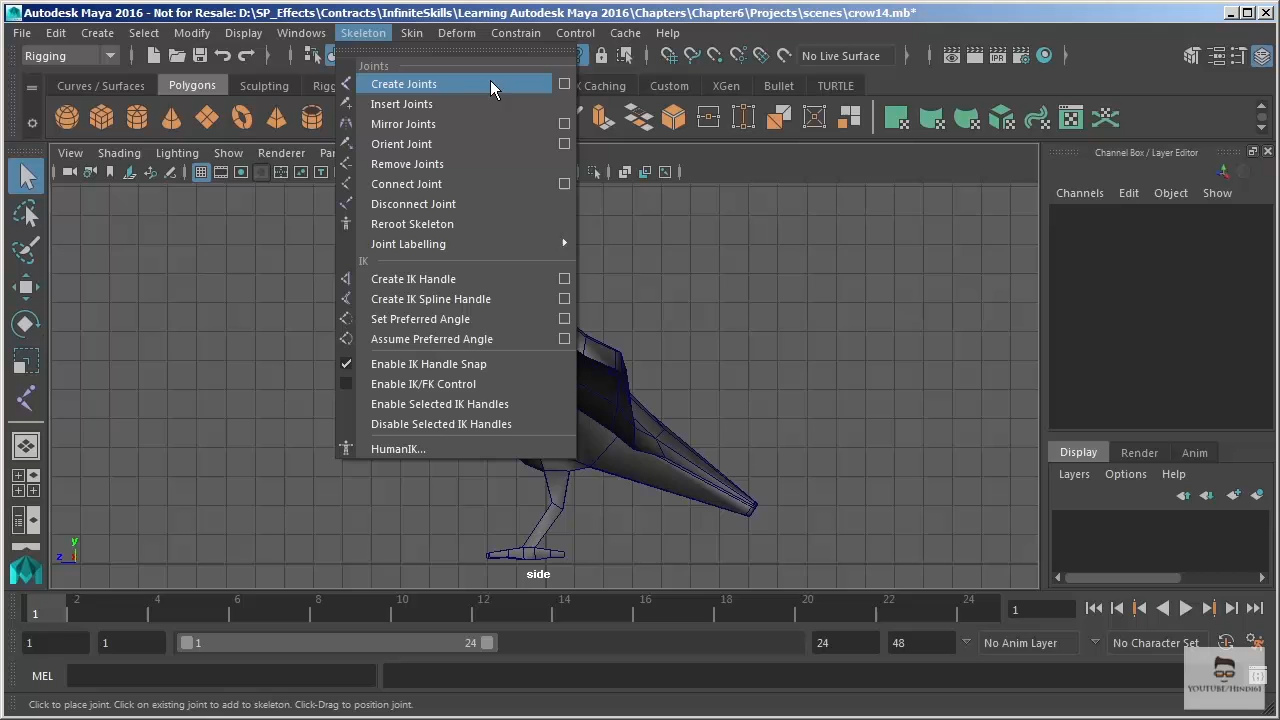 Autodesk Maya 2016 - Not for Resale: D:\SP_Effects\Contracts\InfiniteSkills\Learning Autodesk Maya 2016\Chapters\Chapter6\Projects\scenes\crow14.mb*
File Edit Create Select Modify Display Windows Skeleton Skin Deform Constrain Control Cache Help
Rigging No Live Surface
Curves / Surfaces Polygons Sculpting Caching Custom XGen Bullet TURTLE
View Shading Lighting Show Renderer
Joints
Create Joints
Insert Joints
Mirror Joints
Orient Joint
Remove Joints
Connect Joint
Disconnect Joint
Reroot Skeleton
Joint Labelling
IK
Create IK Handle
Create IK Spline Handle
Set Preferred Angle
Assume Preferred Angle
Enable IK Handle Snap
Enable IK/FK Control
Enable Selected IK Handles
Disable Selected IK Handles
HumanIK...
y
z
side
Channel Box / Layer Editor
Channels Edit Object Show
Display Render Anim
Layers Options Help
1 2 4 6 8 10 12 14 16 18 20 22 24 1
1 1 1 24 24 48 No Anim Layer No Character Set
MEL
Click to place joint. Click on existing joint to add to skeleton. Click-Drag to position joint.
YOUTUBE/HINDI61